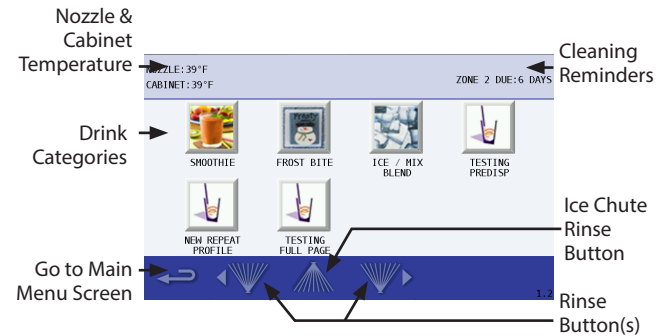 Nozzle &
Cabinet
Temperature
NOZZLE:39°F
CABINET:39°F
ZONE 2 DUE:6 DAYS
Cleaning
Reminders
Drink
Categories
SMOOTHIE
FROST BITE
ICE / MIX
BLEND
TESTING
PREDISP
NEW REPEAT
PROFILE
TESTING
FULL PAGE
Ice Chute
Rinse
Button
Go to Main
Menu Screen
1.2
Rinse
Button(s)